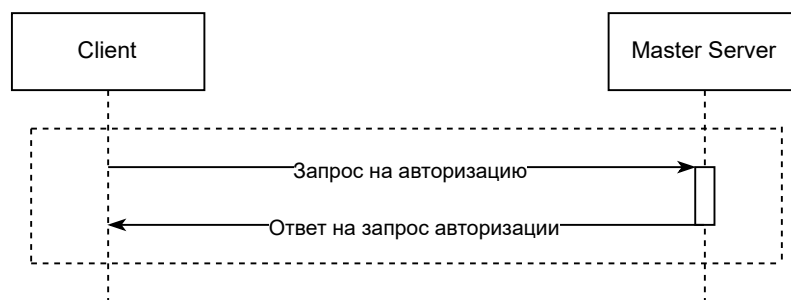 Client
Master Server
Запрос на авторизацию
Ответ на запрос авторизации